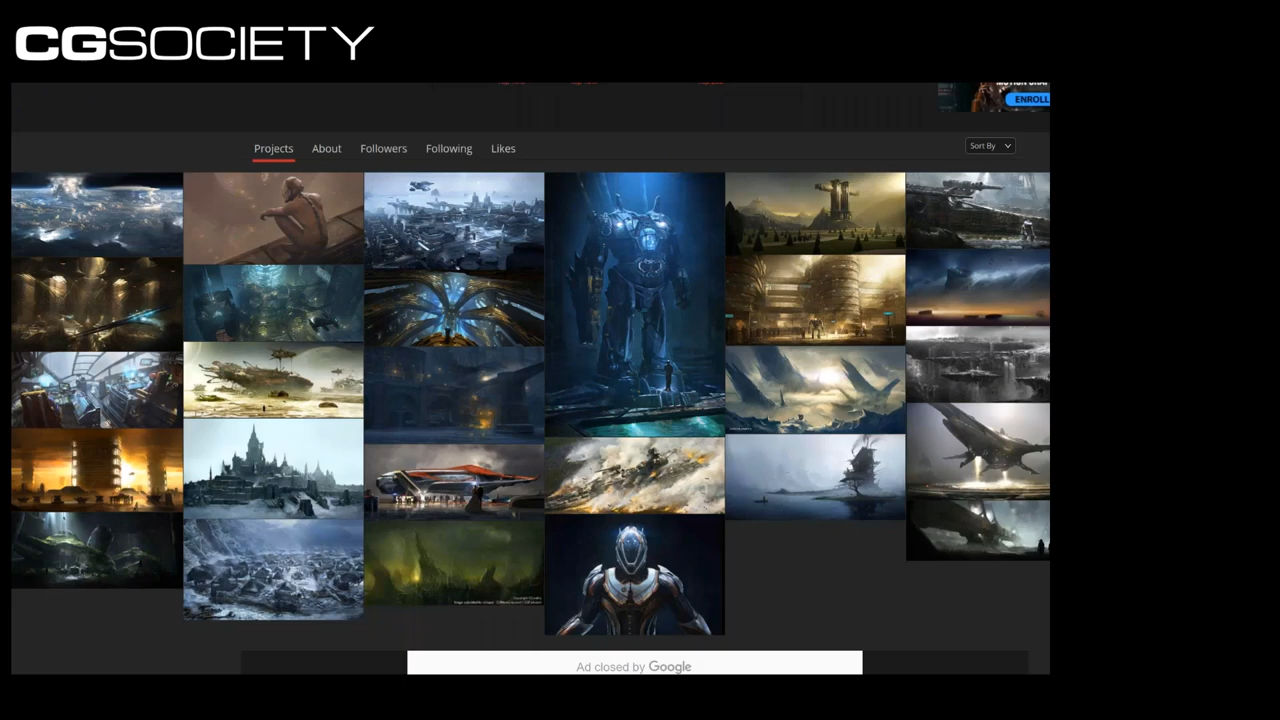 CGSOCIETY
ENROLL
Projects About Followers Following Likes
Sort By
Ad closed by Google